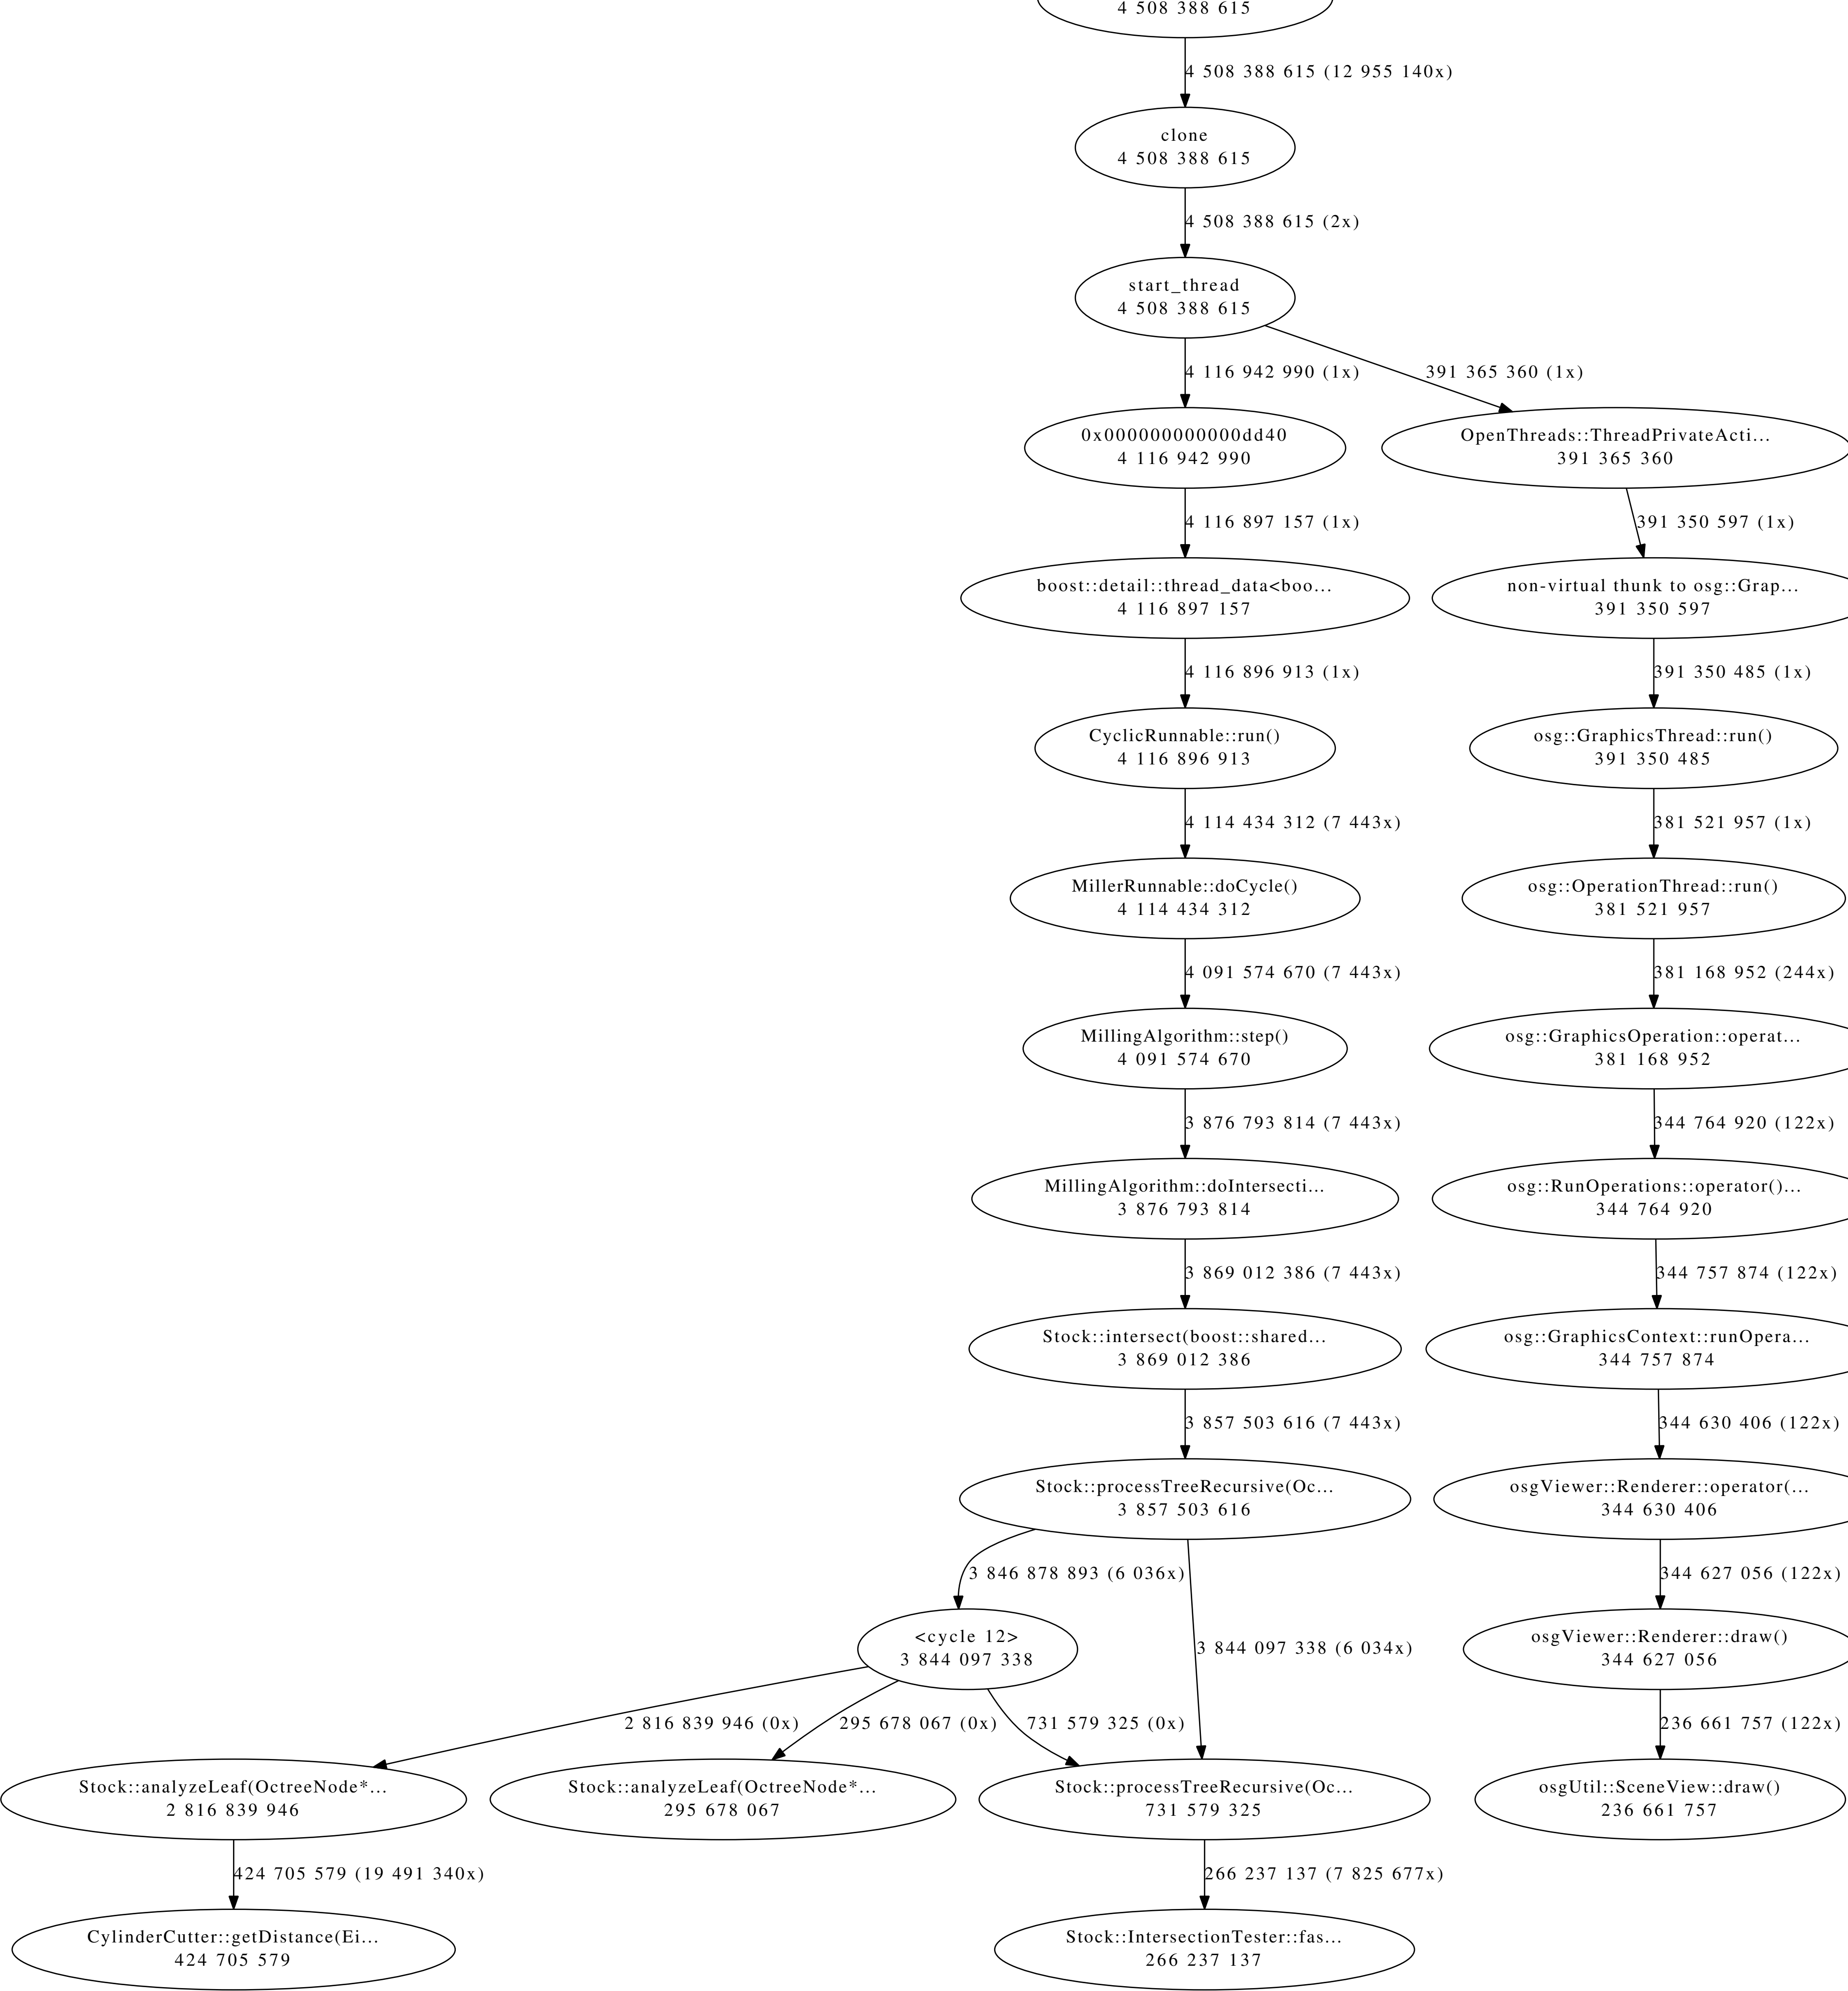 4 508 388 615
4 508 388 615 (12 955 140x)
clone
4 508 388 615
4 508 388 615 (2x)
start_thread
4 508 388 615
4 116 942 990 (1x)
391 365 360 (1x)
0x000000000000dd40
4 116 942 990
OpenThreads::ThreadPrivateActi...
391 365 360
4 116 897 157 (1x)
391 350 597 (1x)
boost::detail::thread_data<boo...
4 116 897 157
non-virtual thunk to osg::Grap...
391 350 597
4 116 896 913 (1x)
391 350 485 (1x)
CyclicRunnable::run()
4 116 896 913
osg::GraphicsThread::run()
391 350 485
4 114 434 312 (7 443x)
381 521 957 (1x)
MillerRunnable::doCycle()
4 114 434 312
osg::OperationThread::run()
381 521 957
4 091 574 670 (7 443x)
381 168 952 (244x)
MillingAlgorithm::step()
4 091 574 670
osg::GraphicsOperation::operat...
381 168 952
3 876 793 814 (7 443x)
344 764 920 (122x)
MillingAlgorithm::doIntersecti...
3 876 793 814
osg::RunOperations::operator()...
344 764 920
3 869 012 386 (7 443x)
344 757 874 (122x)
Stock::intersect(boost::shared...
3 869 012 386
osg::GraphicsContext::runOpera...
344 757 874
3 857 503 616 (7 443x)
344 630 406 (122x)
Stock::processTreeRecursive(Oc...
3 857 503 616
osgViewer::Renderer::operator(...
344 630 406
3 846 878 893 (6 036x)
344 627 056 (122x)
<cycle 12>
3 844 097 338
3 844 097 338 (6 034x)
osgViewer::Renderer::draw()
344 627 056
2 816 839 946 (0x)
295 678 067 (0x)
731 579 325 (0x)
236 661 757 (122x)
Stock::analyzeLeaf(OctreeNode*...
2 816 839 946
Stock::analyzeLeaf(OctreeNode*...
295 678 067
Stock::processTreeRecursive(Oc...
731 579 325
osgUtil::SceneView::draw()
236 661 757
424 705 579 (19 491 340x)
266 237 137 (7 825 677x)
CylinderCutter::getDistance(Ei...
424 705 579
Stock::IntersectionTester::fas...
266 237 137